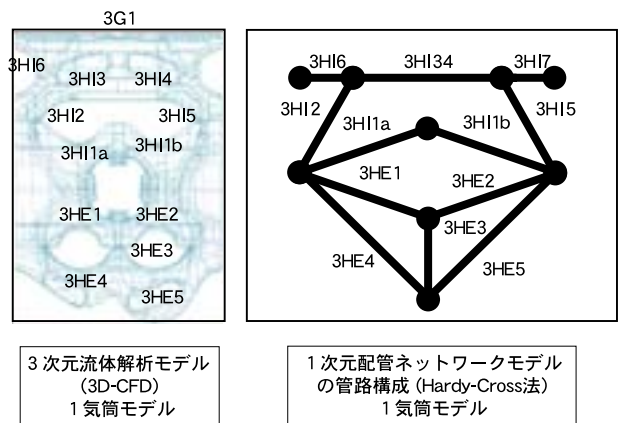 3G1
3HI6
3HI3 3HI4
3HI2 3HI5
3HI1a 3HI1b
3HE1 3HE2
3HE3
3HE4
3HE5
3次元流体解析モデル
(3D-CFD)
1気筒モデル
3HI6 3HI34 3HI7
3HI2 3HI5
3HI1a 3HI1b
3HE1 3HE2
3HE3
3HE4 3HE5
1次元配管ネットワークモデル
の管路構成(Hardy-Cross法)
1気筒モデル